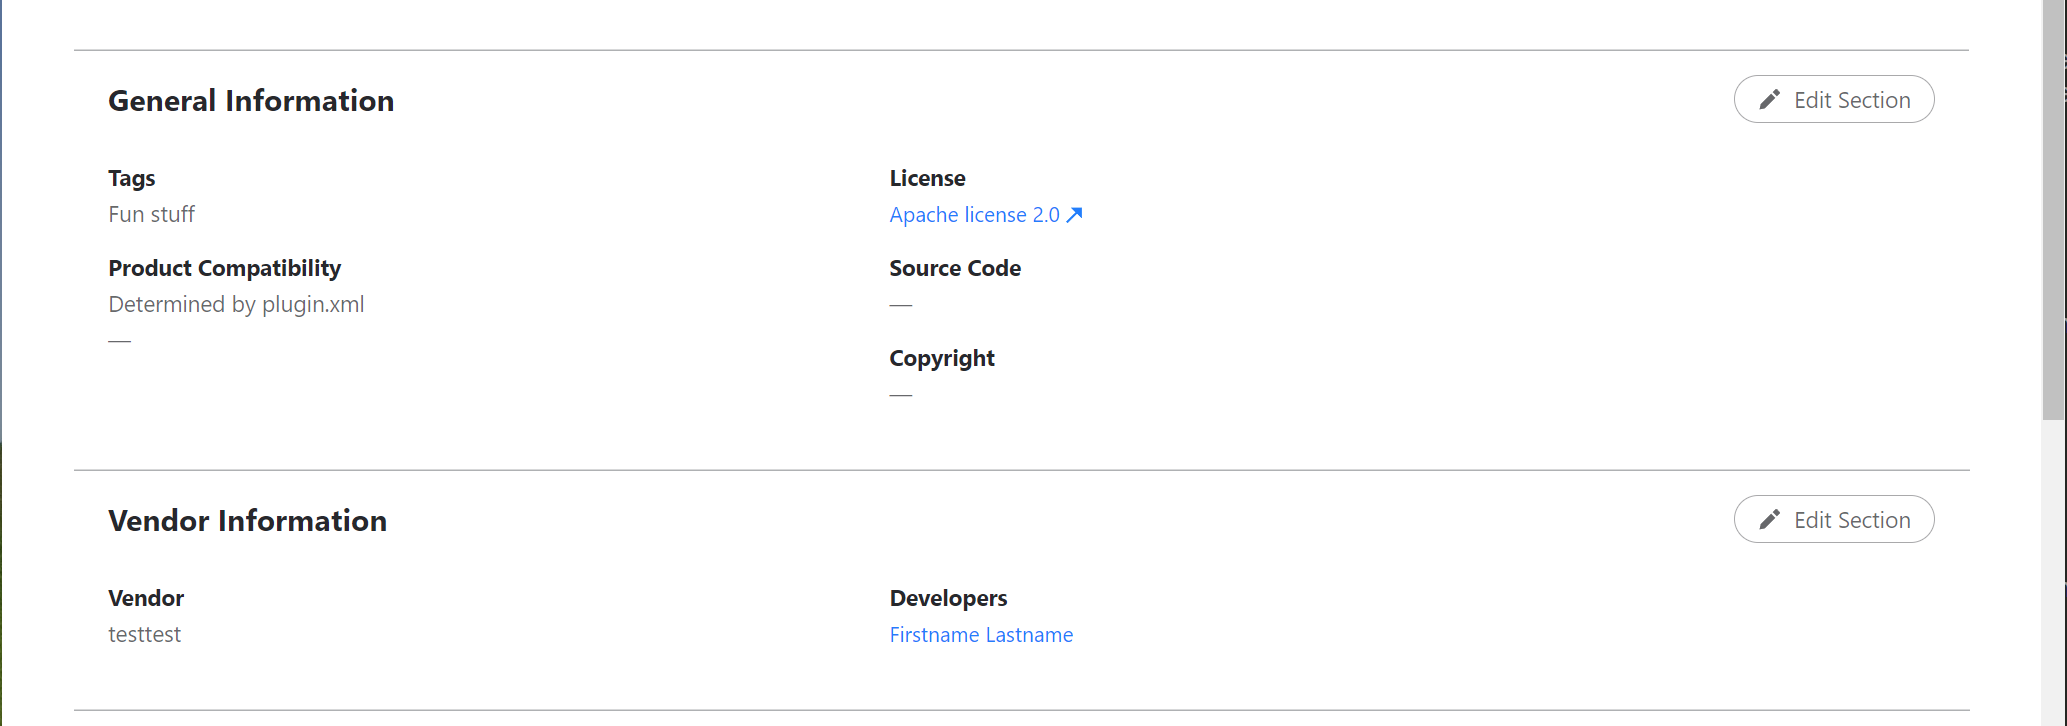 General Information
Edit Section
Tags
Fun stuff
Product Compatibility
Determined by plugin.xml
—
License
Apache license 2.0
Source Code
—
Copyright
—
Vendor Information
Edit Section
Vendor
testtest
Developers
Firstname Lastname